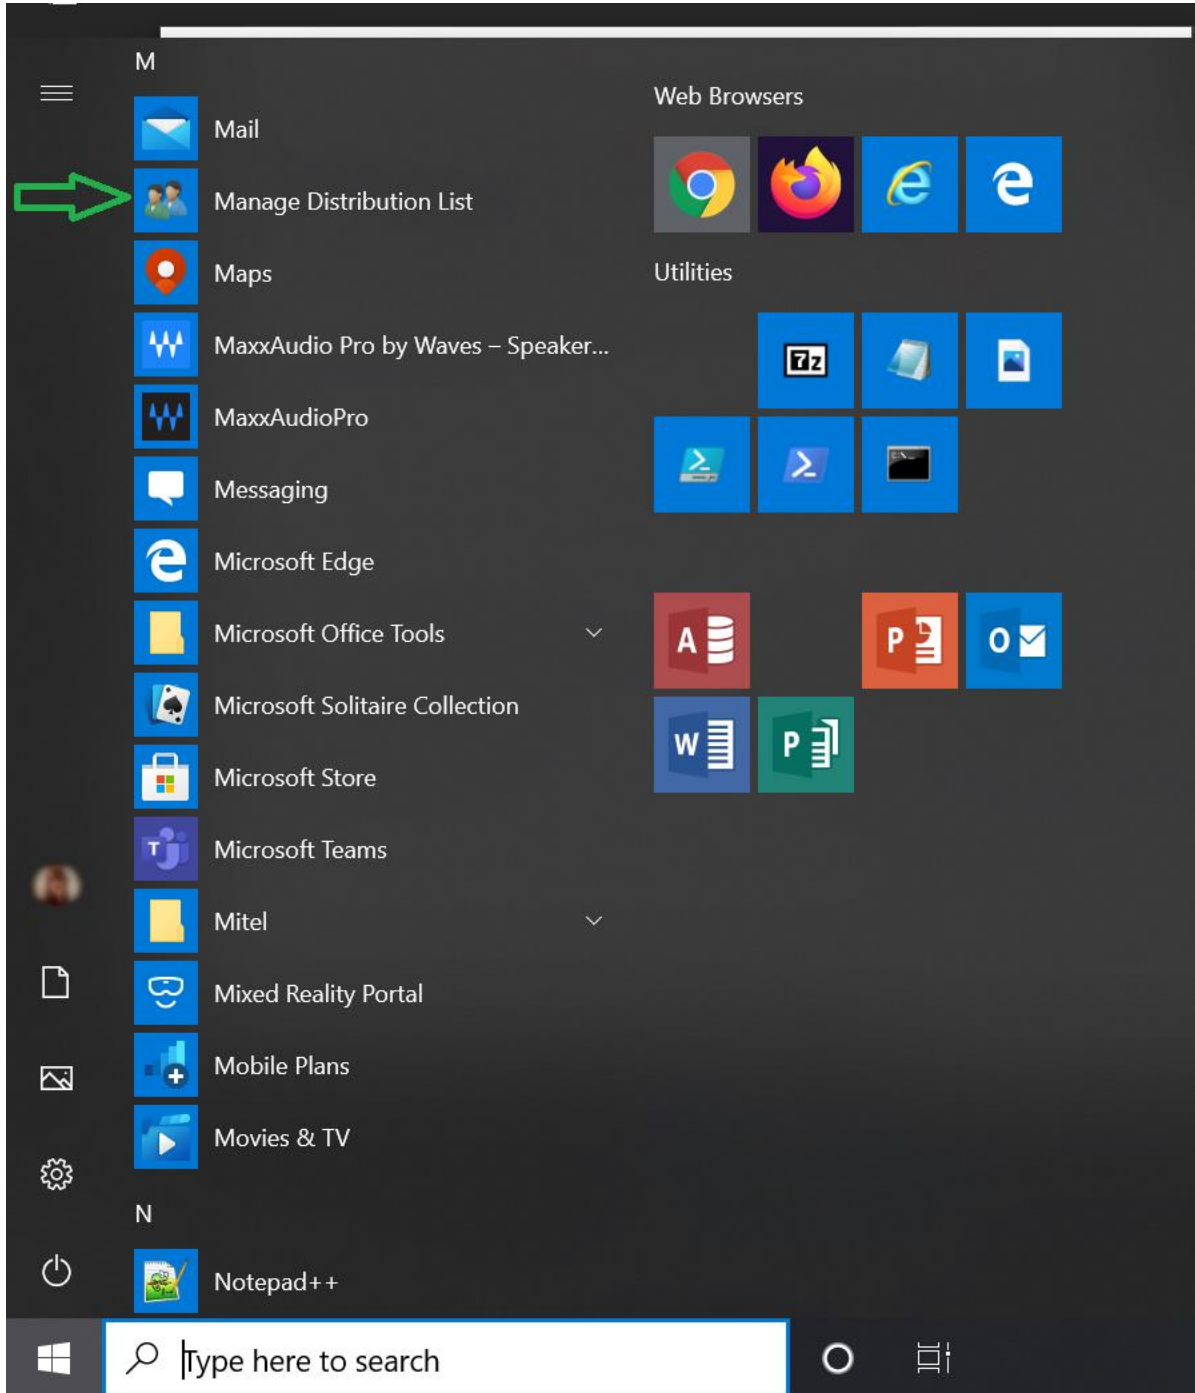 M
Mail
Manage Distribution List
Maps
MaxxAudio Pro by Waves – Speaker...
MaxxAudioPro
Messaging
Microsoft Edge
Microsoft Office Tools
Microsoft Solitaire Collection
Microsoft Store
Microsoft Teams
Mitel
Mixed Reality Portal
Mobile Plans
Movies & TV
N
Notepad++
Web Browsers
Utilities
7z
A
P
O
W
P
T
Type here to search